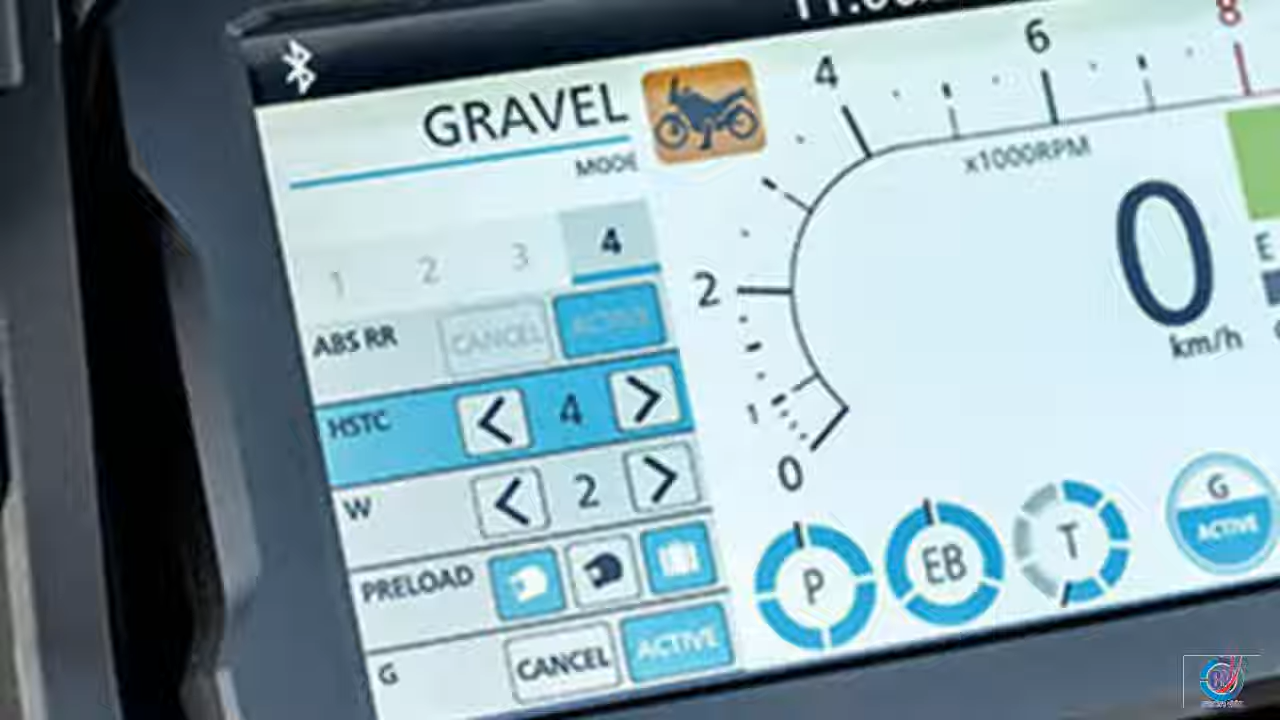 GRAVEL
MODE
1 2 3 4
ABS RR CANCEL ACTIVE
HSTC < 4 >
W < 2 >
PRELOAD
G CANCEL ACTIVE
0 1 2 4 6 8
x1000RPM
0
km/h
E
P EB T
G
ACTIVE